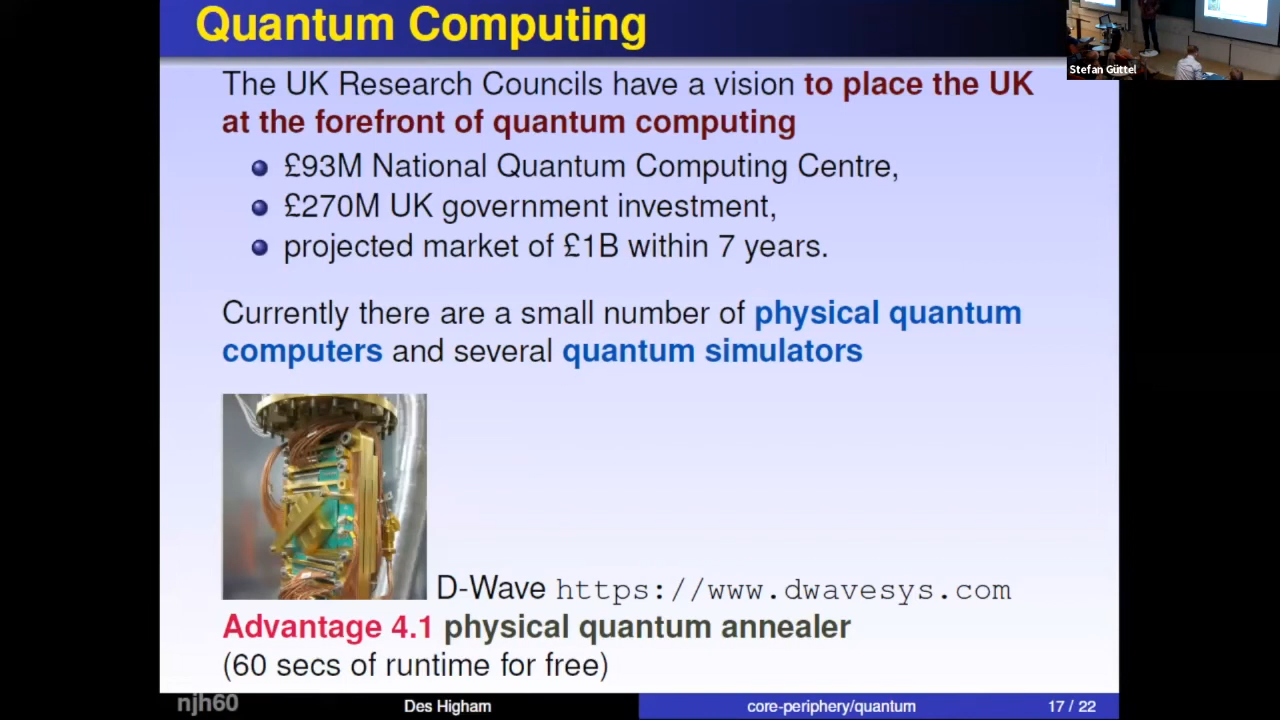 Quantum Computing
Stefan Güttel
The UK Research Councils have a vision to place the UK
at the forefront of quantum computing
£93M National Quantum Computing Centre,
£270M UK government investment,
projected market of £1B within 7 years.
Currently there are a small number of physical quantum
computers and several quantum simulators
D-Wave https://www.dwavesys.com
Advantage 4.1 physical quantum annealer
(60 secs of runtime for free)
njh60 Des Higham core-periphery/quantum 17 / 22